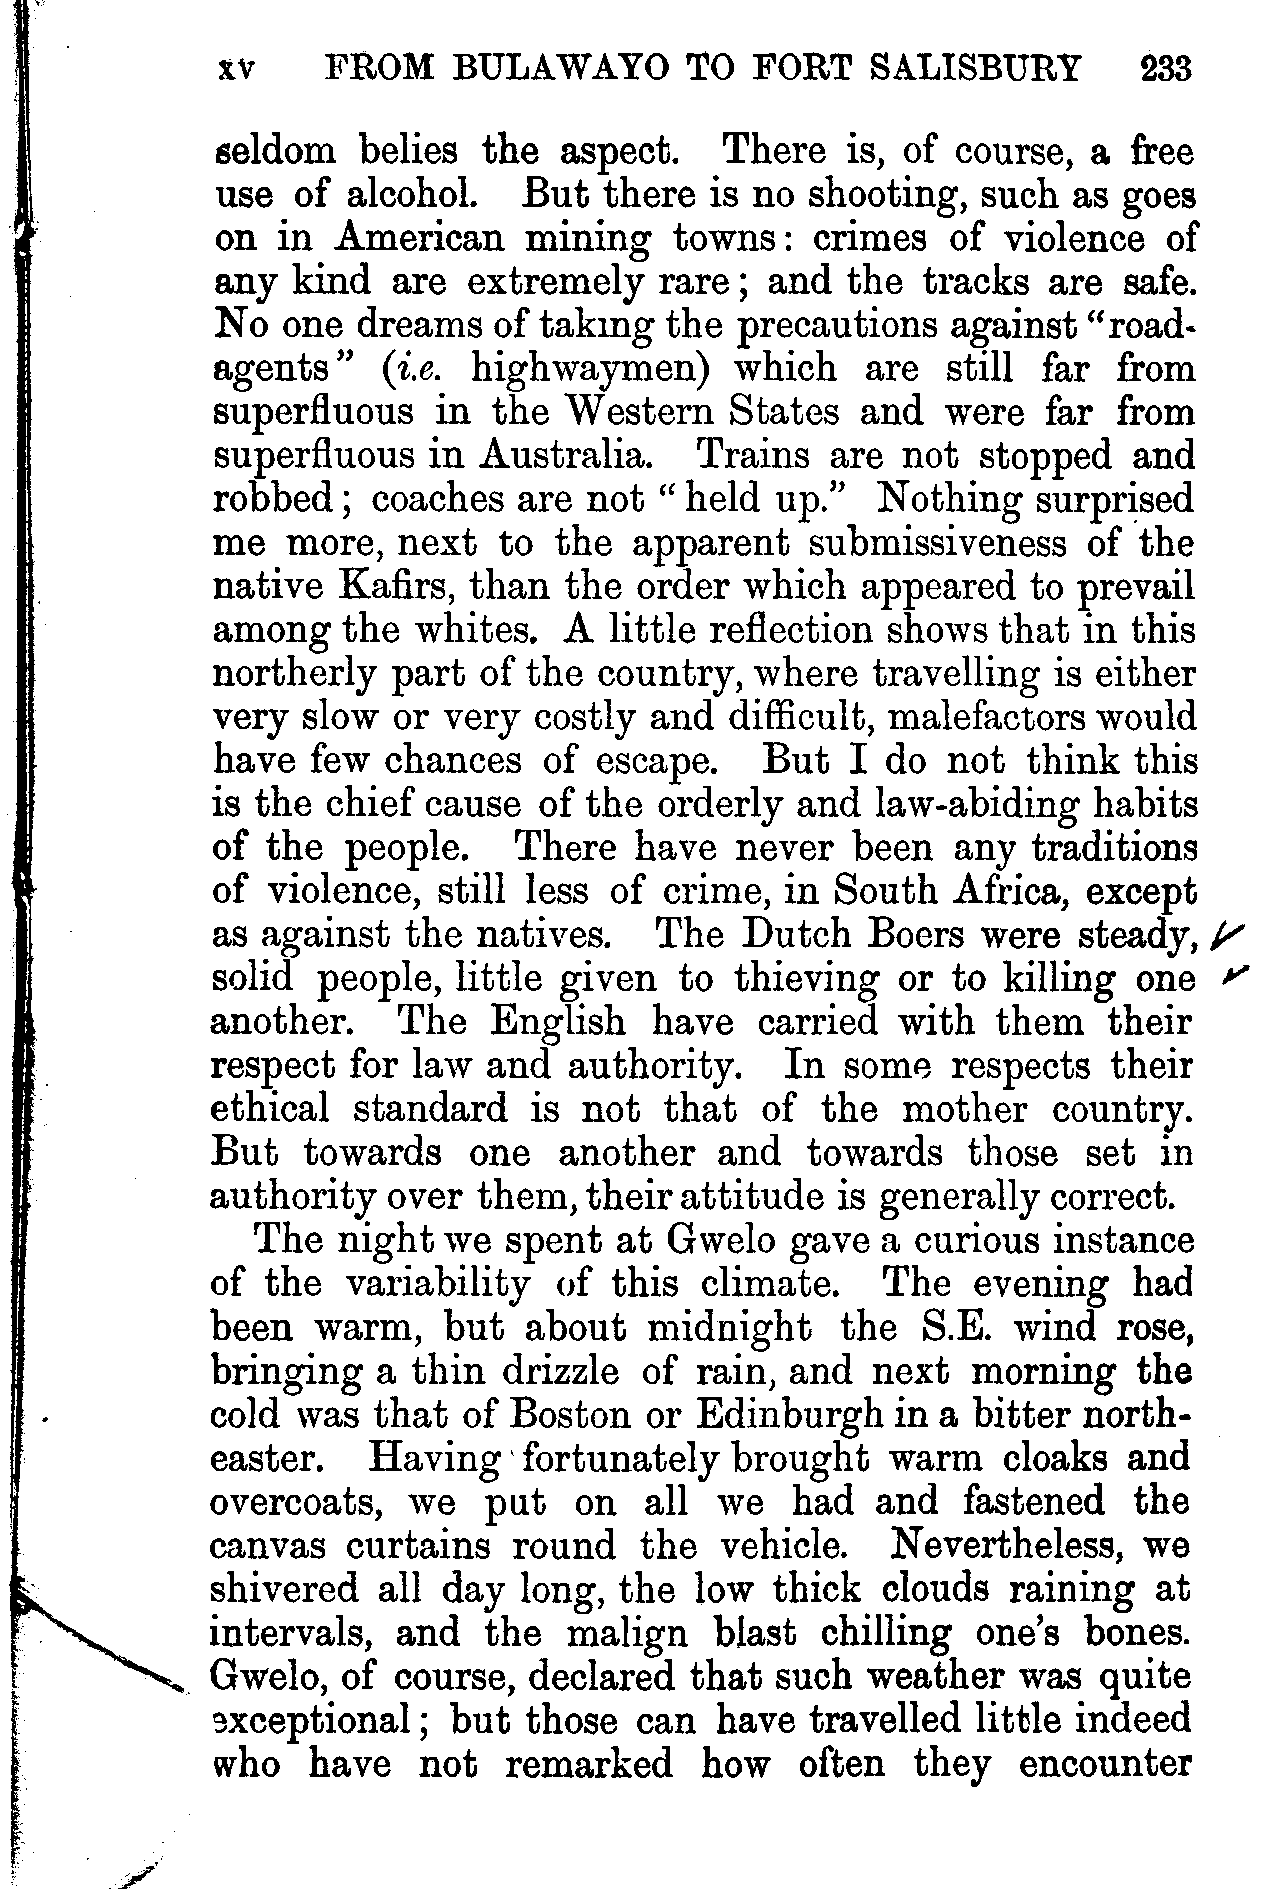 xv FROM BULAWAYO TO FORT SALISBURY 233
seldom belies the aspect. There is, of course, a free
use of alcohol. But there is no shooting, such as goes
on in American mining towns: crimes of violence of
any kind are extremely rare; and the tracks are safe.
No one dreams of taking the precautions against "road-
agents" (i.e. highwaymen) which are still far from
superfluous in the Western States and were far from
superfluous in Australia. Trains are not stopped and
robbed; coaches are not "held up." Nothing surprised
me more, next to the apparent submissiveness of the
native Kafirs, than the order which appeared to prevail
among the whites. A little reflection shows that in this
northerly part of the country, where travelling is either
very slow or very costly and difficult, malefactors would
have few chances of escape. But I do not think this
is the chief cause of the orderly and law-abiding habits
of the people. There have never been any traditions
of violence, still less of crime, in South Africa, except
as against the natives. The Dutch Boers were steady,
solid people, little given to thieving or to killing one
another. The English have carried with them their
respect for law and authority. In some respects their
ethical standard is not that of the mother country.
But towards one another and towards those set in
authority over them, their attitude is generally correct.
The night we spent at Gwelo gave a curious instance
of the variability of this climate. The evening had
been warm, but about midnight the S.E. wind rose,
bringing a thin drizzle of rain, and next morning the
cold was that of Boston or Edinburgh in a bitter north-
easter. Having fortunately brought warm cloaks and
overcoats, we put on all we had and fastened the
canvas curtains round the vehicle. Nevertheless, we
shivered all day long, the low thick clouds raining at
intervals, and the malign blast chilling one's bones.
Gwelo, of course, declared that such weather was quite
exceptional; but those can have travelled little indeed
who have not remarked how often they encounter